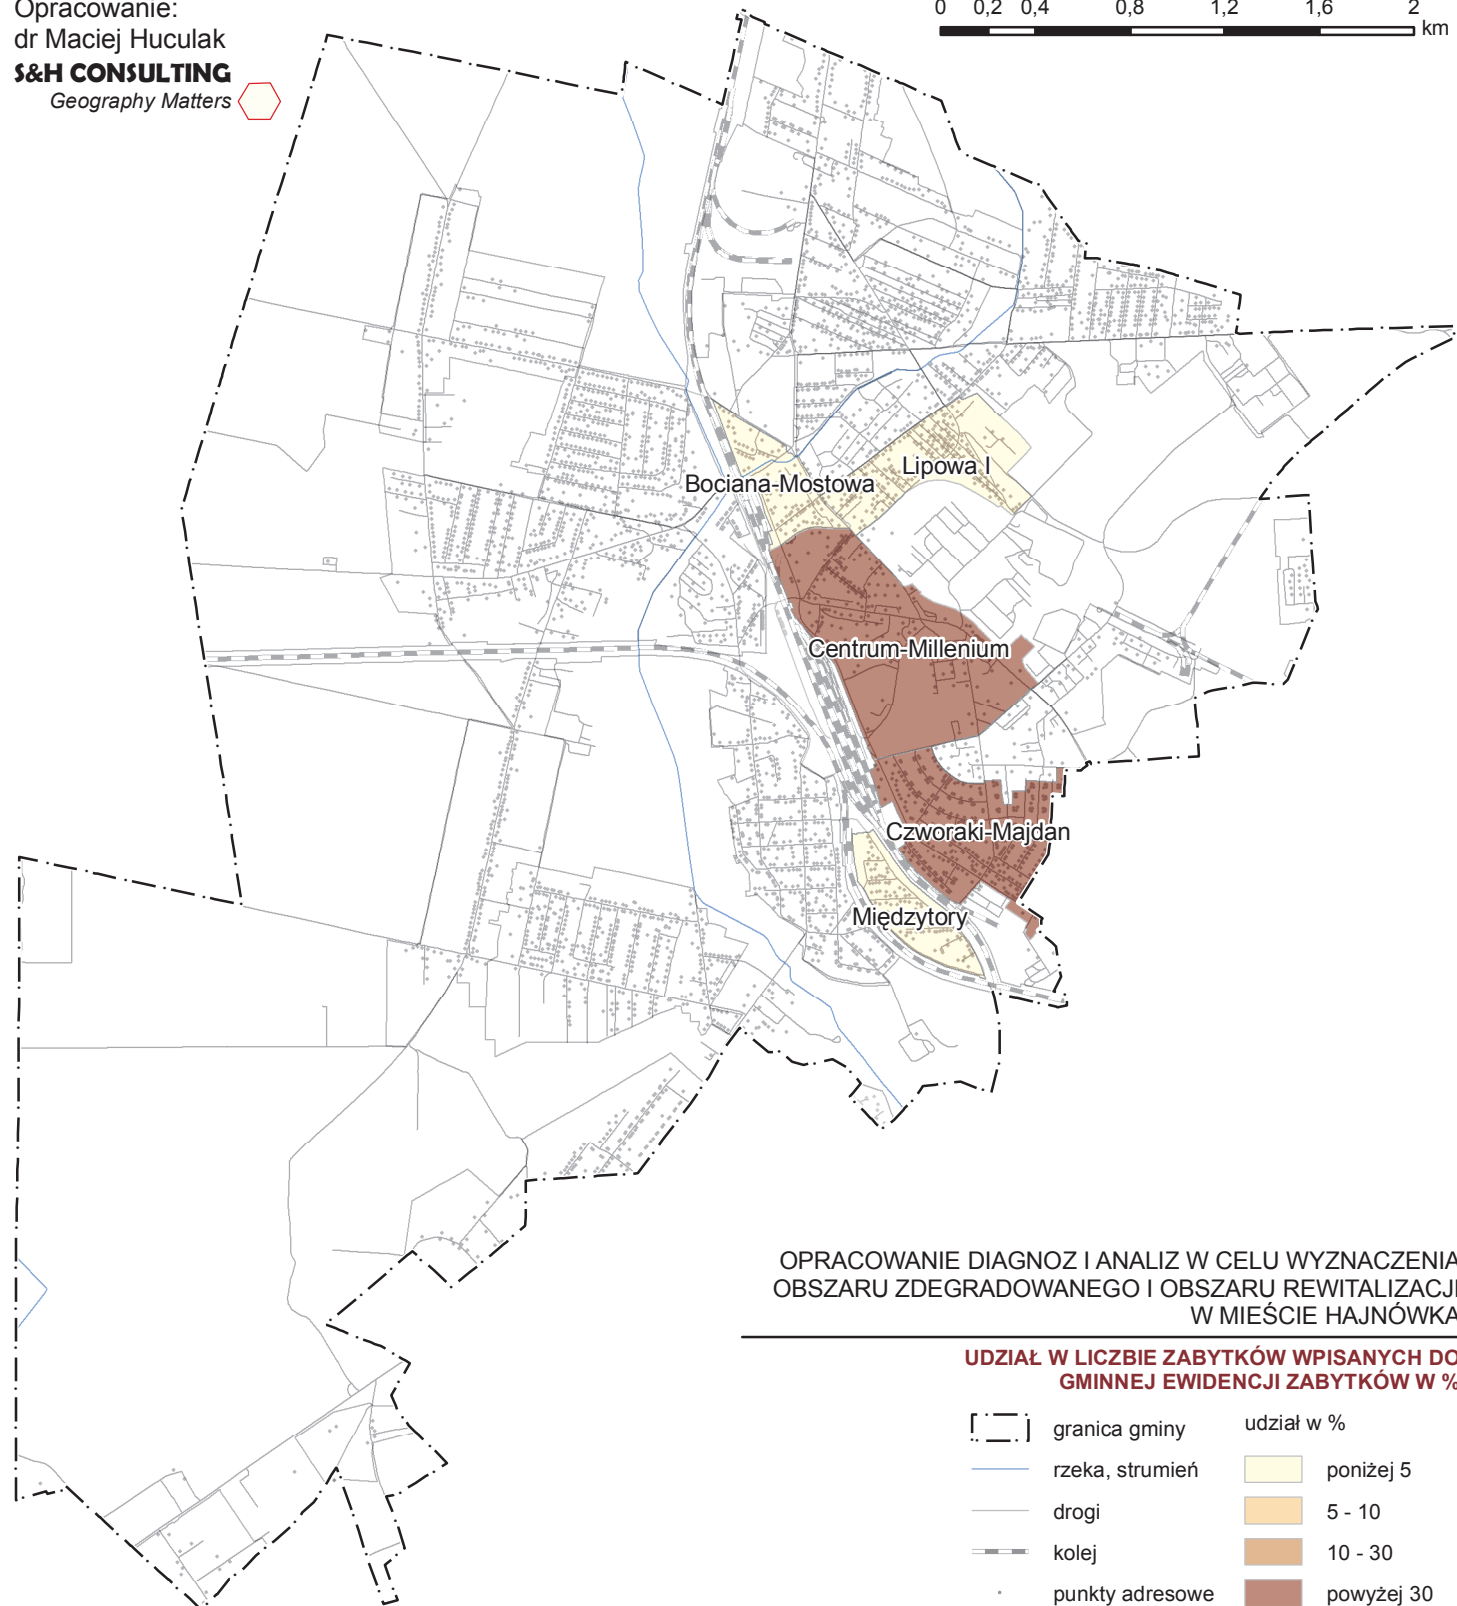 Opracowanie:
dr Maciej Huculak
S&H CONSULTING
Geography Matters
0 0,2 0,4 0,8 1,2 1,6 2
km
Lipowa I
Bociana-Mostowa
Centrum-Millenium
Czworaki-Majdan
Międzytory
OPRACOWANIE DIAGNOZ I ANALIZ W CELU WYZNACZENIA
OBSZARU ZDEGRADOWANEGO I OBSZARU REWITALIZACJI
W MIEŚCIE HAJNÓWKA
UDZIAŁ W LICZBIE ZABYTKÓW WPISANYCH DO
GMINNEJ EWIDENCJI ZABYTKÓW W %
granica gminy
rzeka, strumień
drogi
kolej
punkty adresowe
udział w %
poniżej 5
5 - 10
10 - 30
powyżej 30